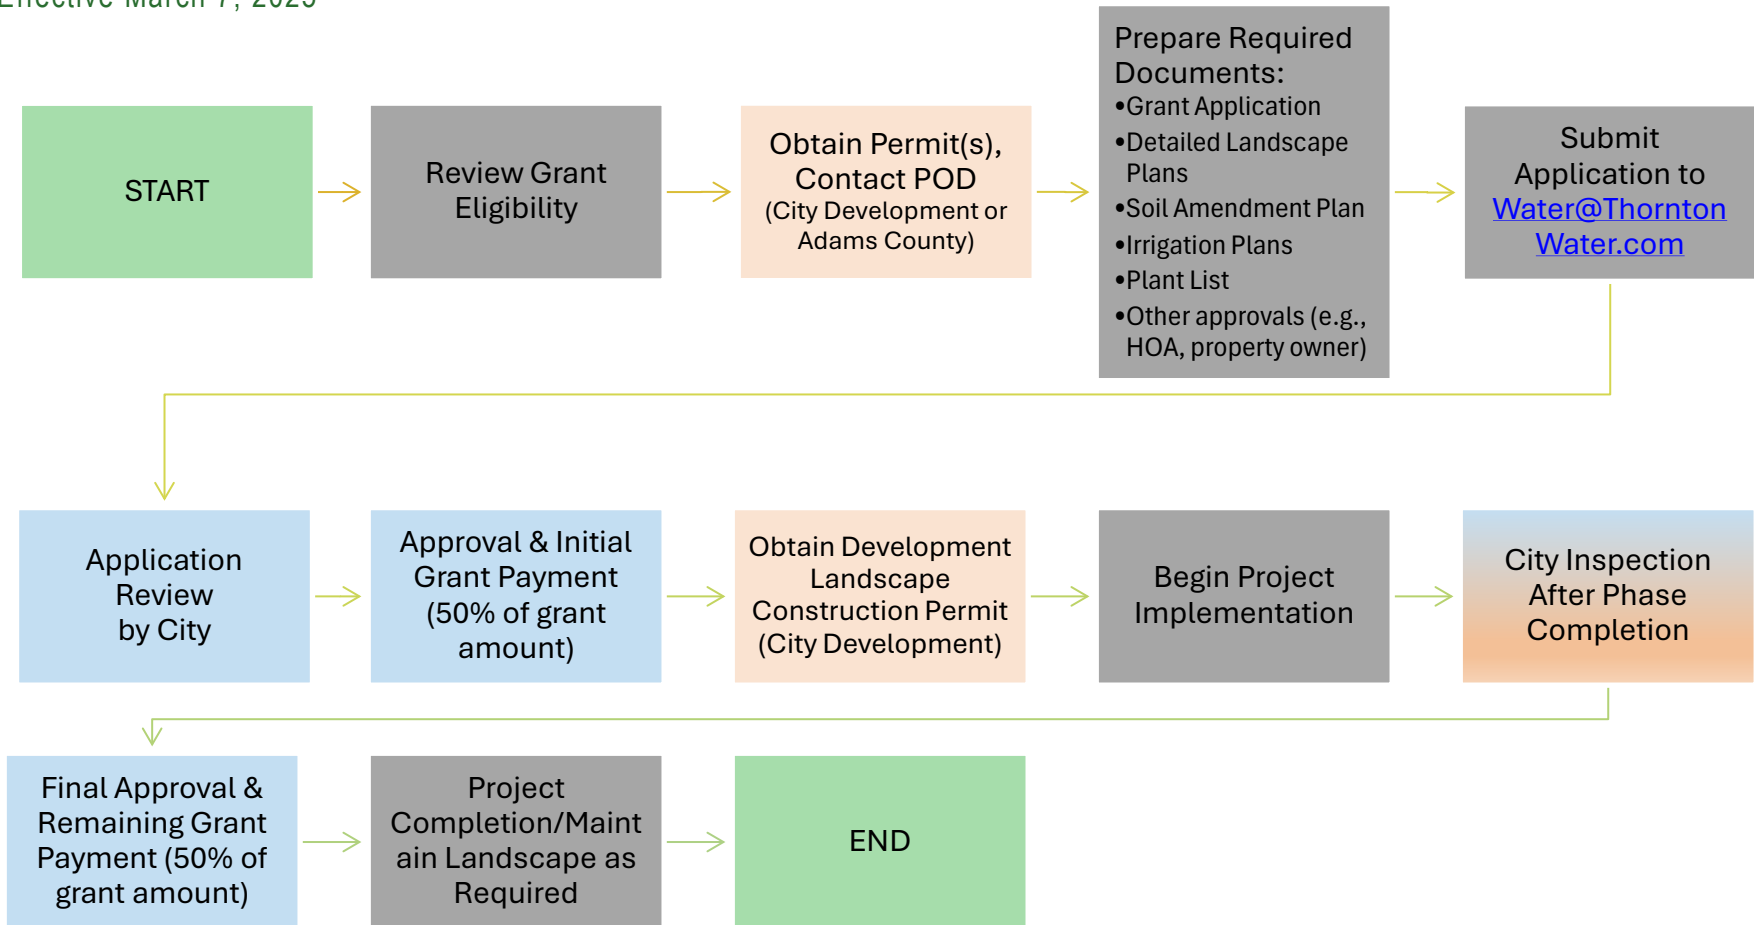 Effective March 7, 2025
START
Review Grant
Eligibility
Obtain Permit(s),
Contact POD
(City Development or
Adams County)
Prepare Required
Documents:
•Grant Application
•Detailed Landscape
Plans
•Soil Amendment Plan
•Irrigation Plans
•Plant List
•Other approvals (e.g.,
HOA, property owner)
Submit
Application to
Water@Thornton
Water.com
Application
Review
by City
Approval & Initial
Grant Payment
(50% of grant
amount)
Obtain Development
Landscape
Construction Permit
(City Development)
Begin Project
Implementation
City Inspection
After Phase
Completion
Final Approval &
Remaining Grant
Payment (50% of
grant amount)
Project
Completion/Maint
ain Landscape as
Required
END